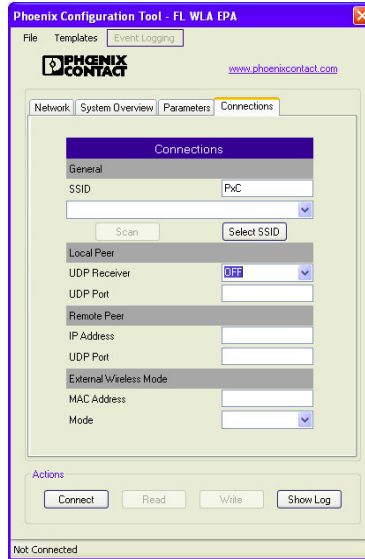 Phoenix Configuration Tool - FL WLA EPA
File Templates Event Logging
PHŒNIX
CONTACT
www.phoenixcontact.com
Network System Overview Parameters Connections
Connections
General
SSID PxC
Scan Select SSID
Local Peer
UDP Receiver OFF
UDP Port
Remote Peer
IP Address
UDP Port
External Wireless Mode
MAC Address
Mode
Actions
Connect Read Write Show Log
Not Connected